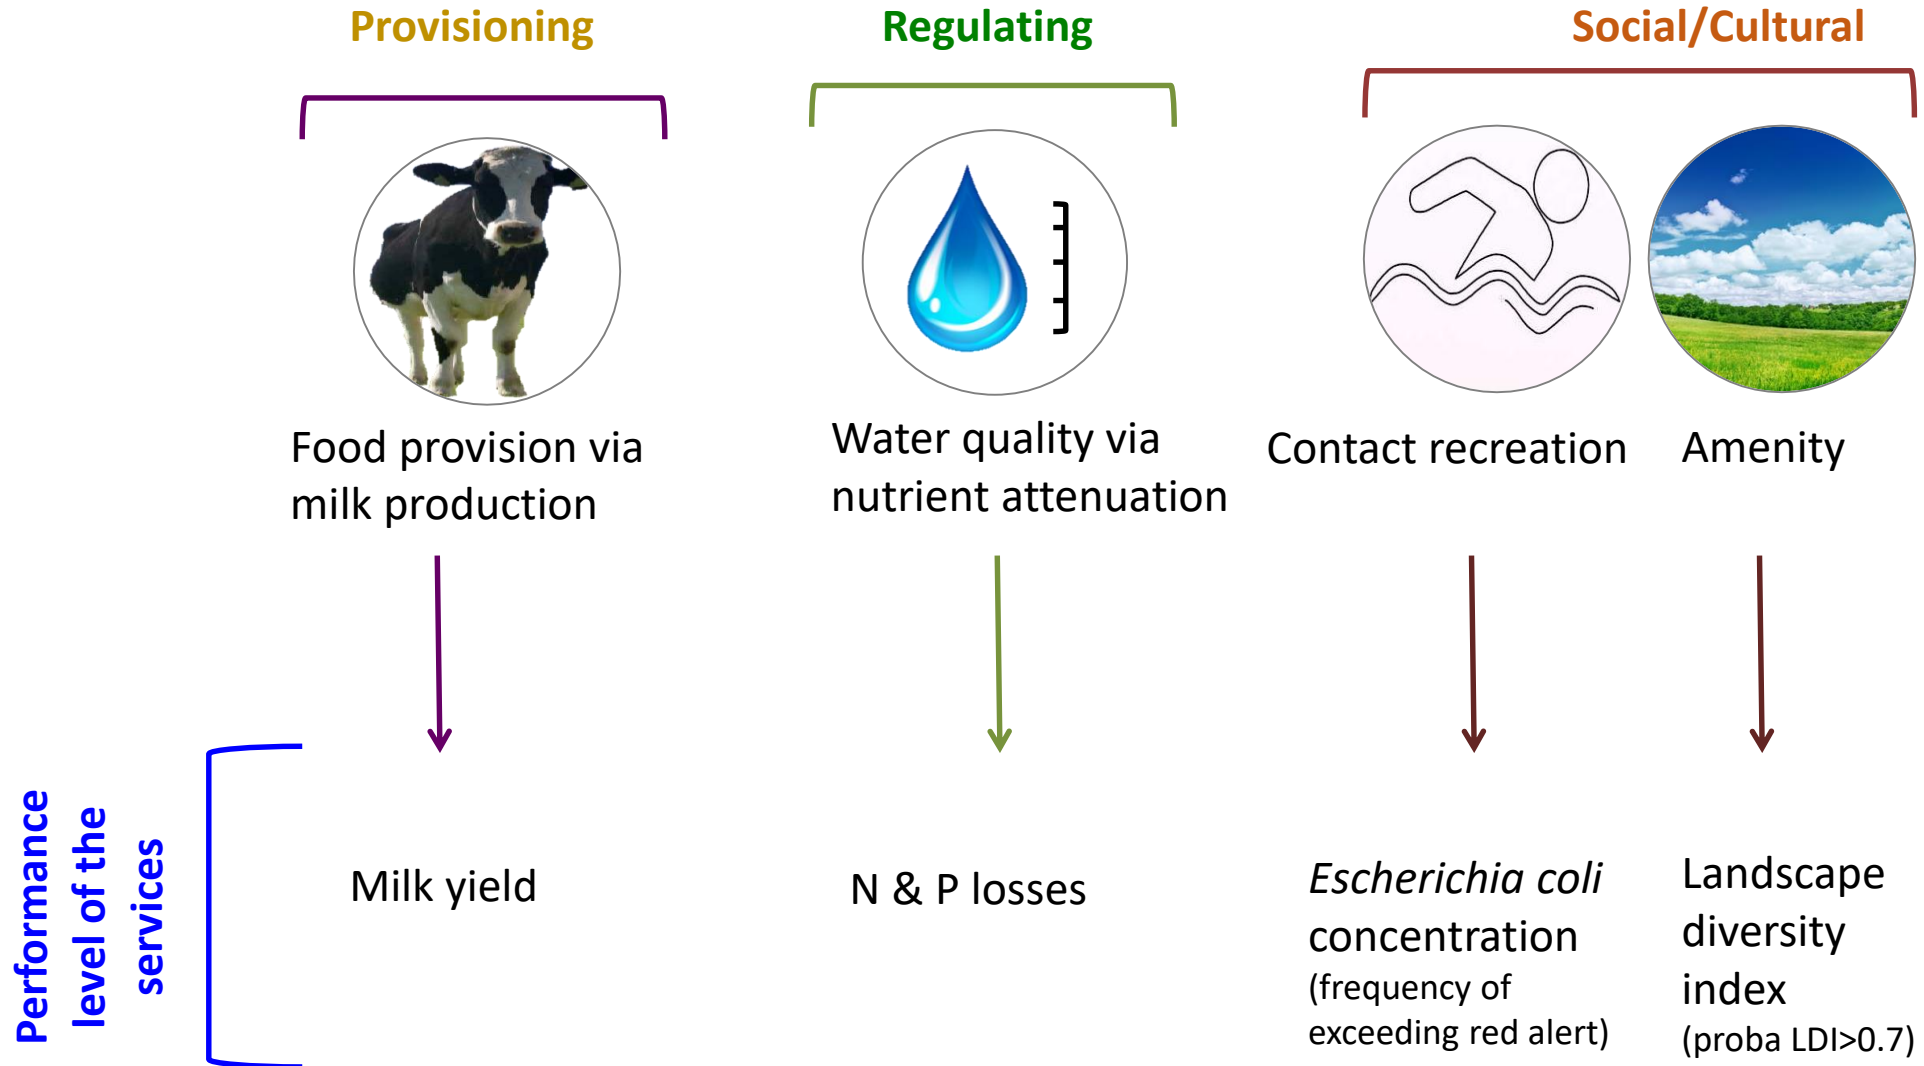 Provisioning
Regulating
Social/Cultural
Food provision via
milk production
Water quality via
nutrient attenuation
Contact recreation
Amenity
Performance
level of the
services
Milk yield
N & P losses
Escherichia coli
concentration
(frequency of
exceeding red alert)
Landscape
diversity
index
(proba LDI>0.7)